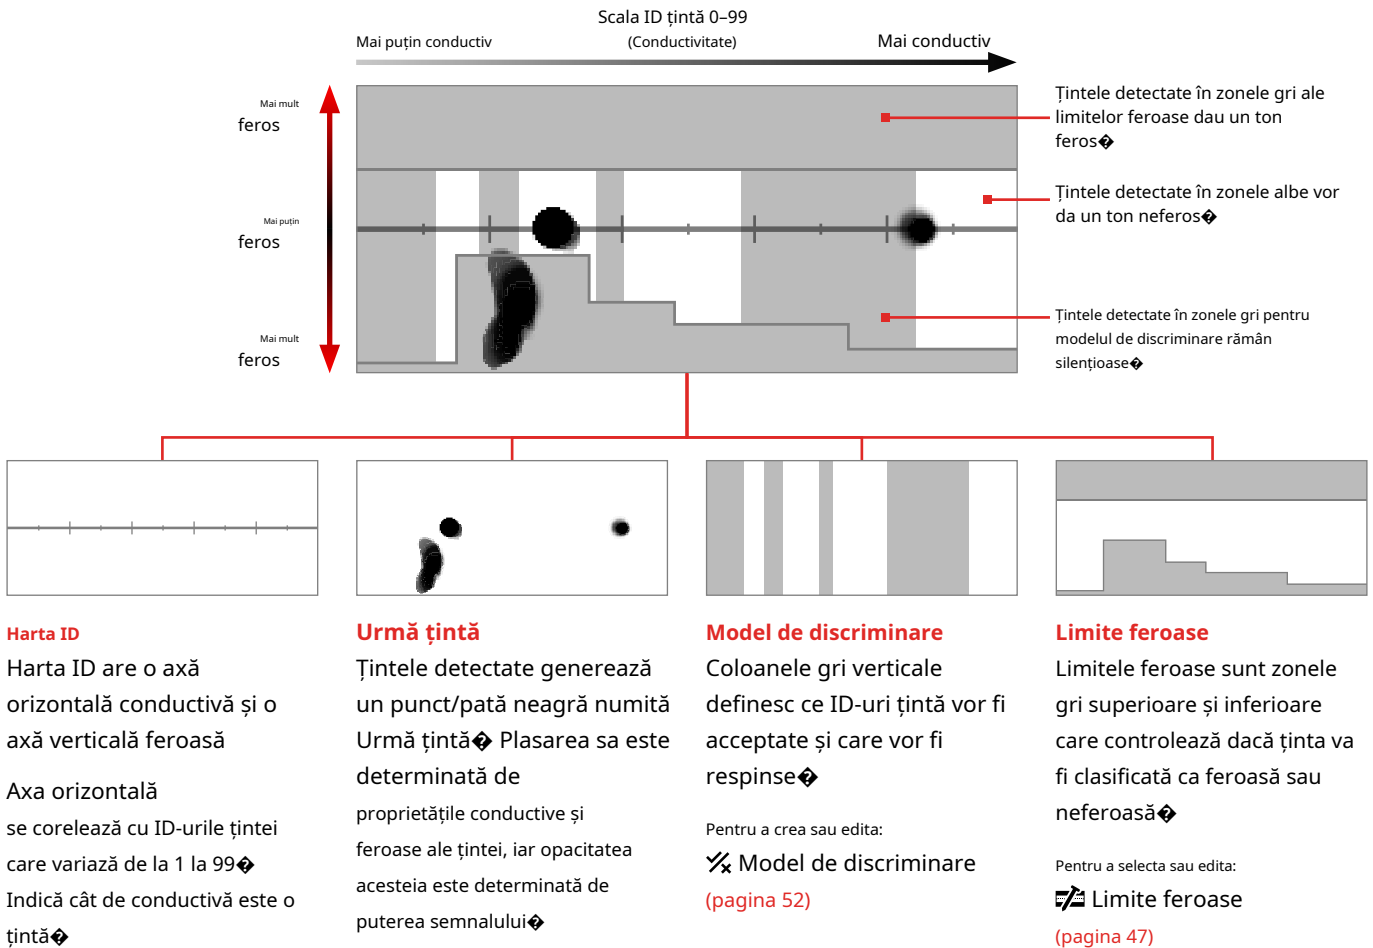 Scala ID țintă 0–99
Mai puțin conductiv
(Conductivitate)
Mai conductiv
Mai mult
feros
Mai puțin
feros
Mai mult
feros
Țintele detectate în zonele gri ale
limitelor feroase dau un ton
feros�
Țintele detectate în zonele albe vor
da un ton neferos�
Țintele detectate în zonele gri pentru
modelul de discriminare rămân
silențioase�
Harta ID
Harta ID are o axă
orizontală conductivă și o
axă verticală feroasă
Axa orizontală
se corelează cu ID-urile țintei
care variază de la 1 la 99�
Indică cât de conductivă este o
țintă�
Urmă țintă
Țintele detectate generează
un punct/pată neagră numită
Urmă țintă� Plasarea sa este
determinată de
proprietățile conductive și
feroase ale țintei, iar opacitatea
acesteia este determinată de
puterea semnalului�
Model de discriminare
Coloanele gri verticale
definesc ce ID-uri țintă vor fi
acceptate și care vor fi
respinse�
Pentru a crea sau edita:
Model de discriminare
(pagina 52)
Limite feroase
Limitele feroase sunt zonele
gri superioare și inferioare
care controlează dacă ținta va
fi clasificată ca feroasă sau
neferoasă�
Pentru a selecta sau edita:
Limite feroase
(pagina 47)